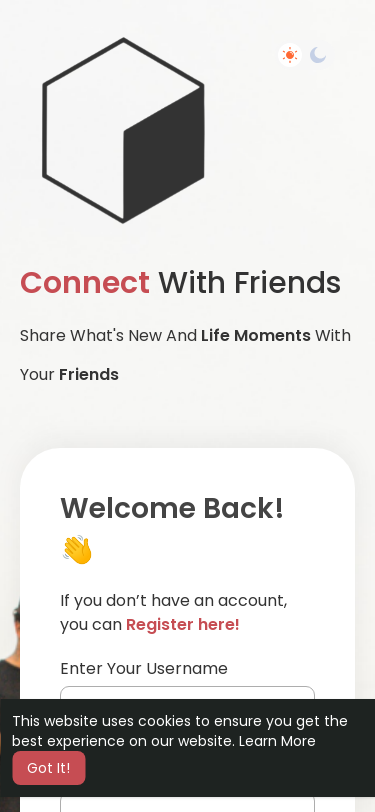 Connect With Friends
Share What's New And Life Moments With
Your Friends
Welcome Back!
👋
If you don’t have an account,
you can Register here!
Enter Your Username
This website uses cookies to ensure you get the
best experience on our website. Learn More
Got It!